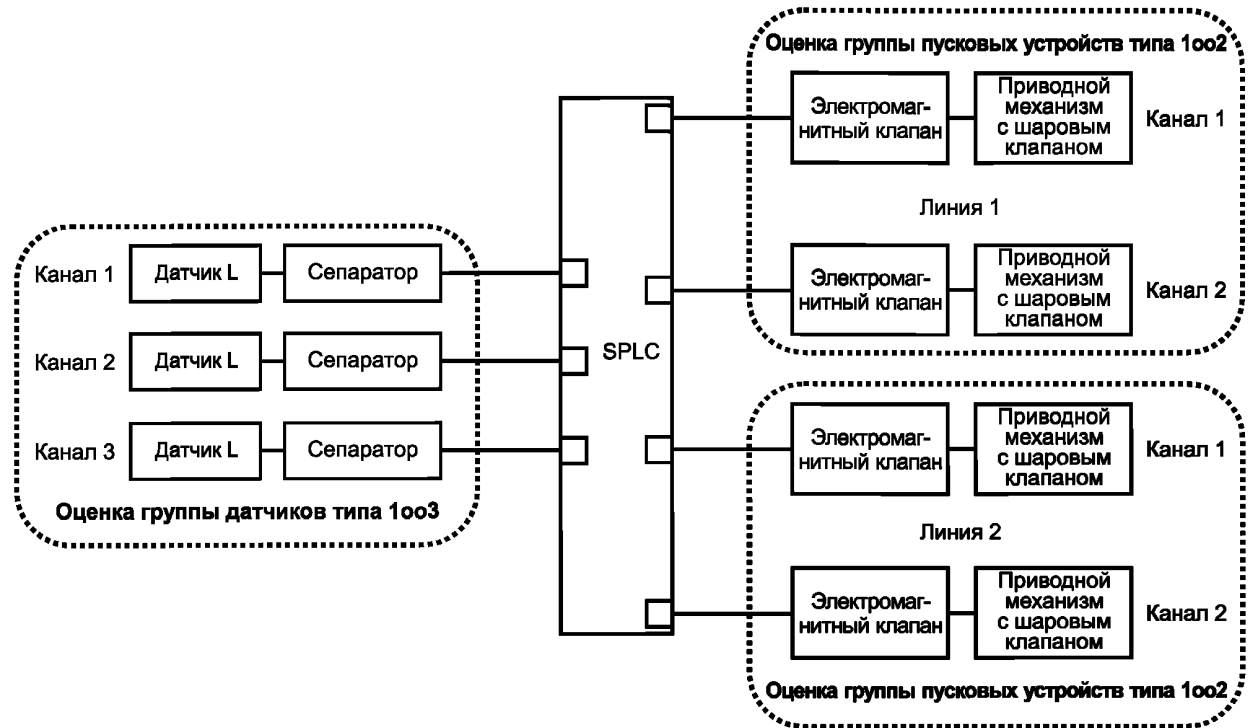 Оценка группы пусковых устройств типа 1оо2
Электромаг-
нитный клапан
Приводной
механизм
с шаровым
клапаном
Канал 1
Линия 1
Электромаг-
нитный клапан
Приводной
механизм
с шаровым
клапаном
Канал 2
Канал 1
Датчик L
Сепаратор
Канал 2
Датчик L
Сепаратор
Канал 3
Датчик L
Сепаратор
Оценка группы датчиков типа 1оо3
SPLC
Электромаг-
нитный клапан
Приводной
механизм
с шаровым
клапаном
Канал 1
Линия 2
Электромаг-
нитный клапан
Приводной
механизм
с шаровым
клапаном
Канал 2
Оценка группы пусковых устройств типа 1оо2